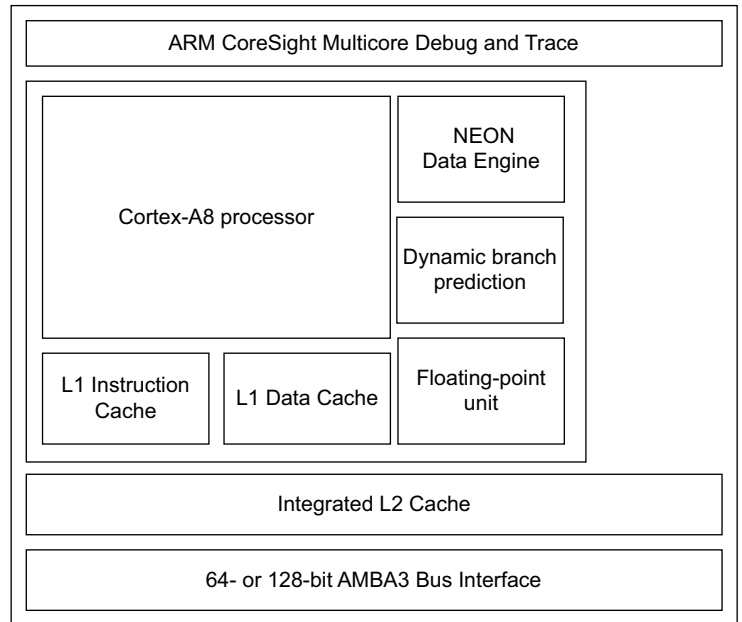 ARM CoreSight Multicore Debug and Trace
Cortex-A8 processor
NEON
Data Engine
Dynamic branch
prediction
L1 Instruction
Cache
L1 Data Cache
Floating-point
unit
Integrated L2 Cache
64- or 128-bit AMBA3 Bus Interface